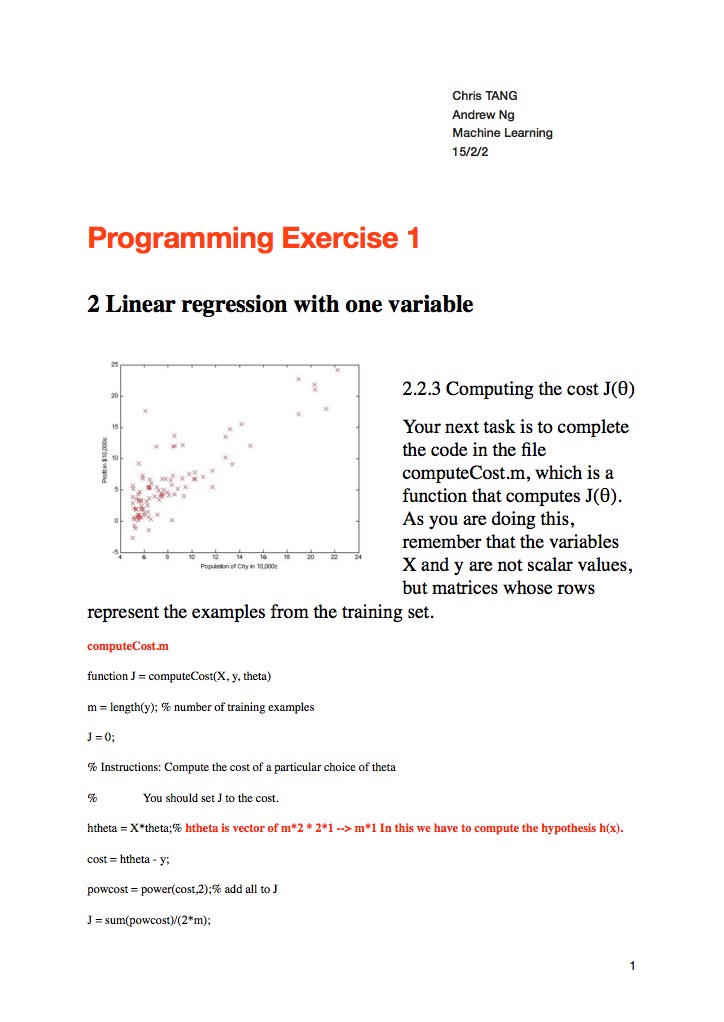 Chris TANG
Andrew Ng
Machine Learning
15/2/2
Programming Exercise 1
2 Linear regression with one variable
25
20
15
10
5
0
-5
4 6 8 10 12 14 16 18 20 22 24
Profit in $10,000s
Population of City in 10,000s
2.2.3 Computing the cost J(θ)
Your next task is to complete
the code in the file
computeCost.m, which is a
function that computes J(θ).
As you are doing this,
remember that the variables
X and y are not scalar values,
but matrices whose rows
represent the examples from the training set.
computeCost.m
function J = computeCost(X, y, theta)
m = length(y); % number of training examples
J = 0;
% Instructions: Compute the cost of a particular choice of theta
% You should set J to the cost.
htheta = X*theta;% htheta is vector of m*2 * 2*1 --> m*1 In this we have to compute the hypothesis h(x).
cost = htheta - y;
powcost = power(cost,2);% add all to J
J = sum(powcost)/(2*m);
1